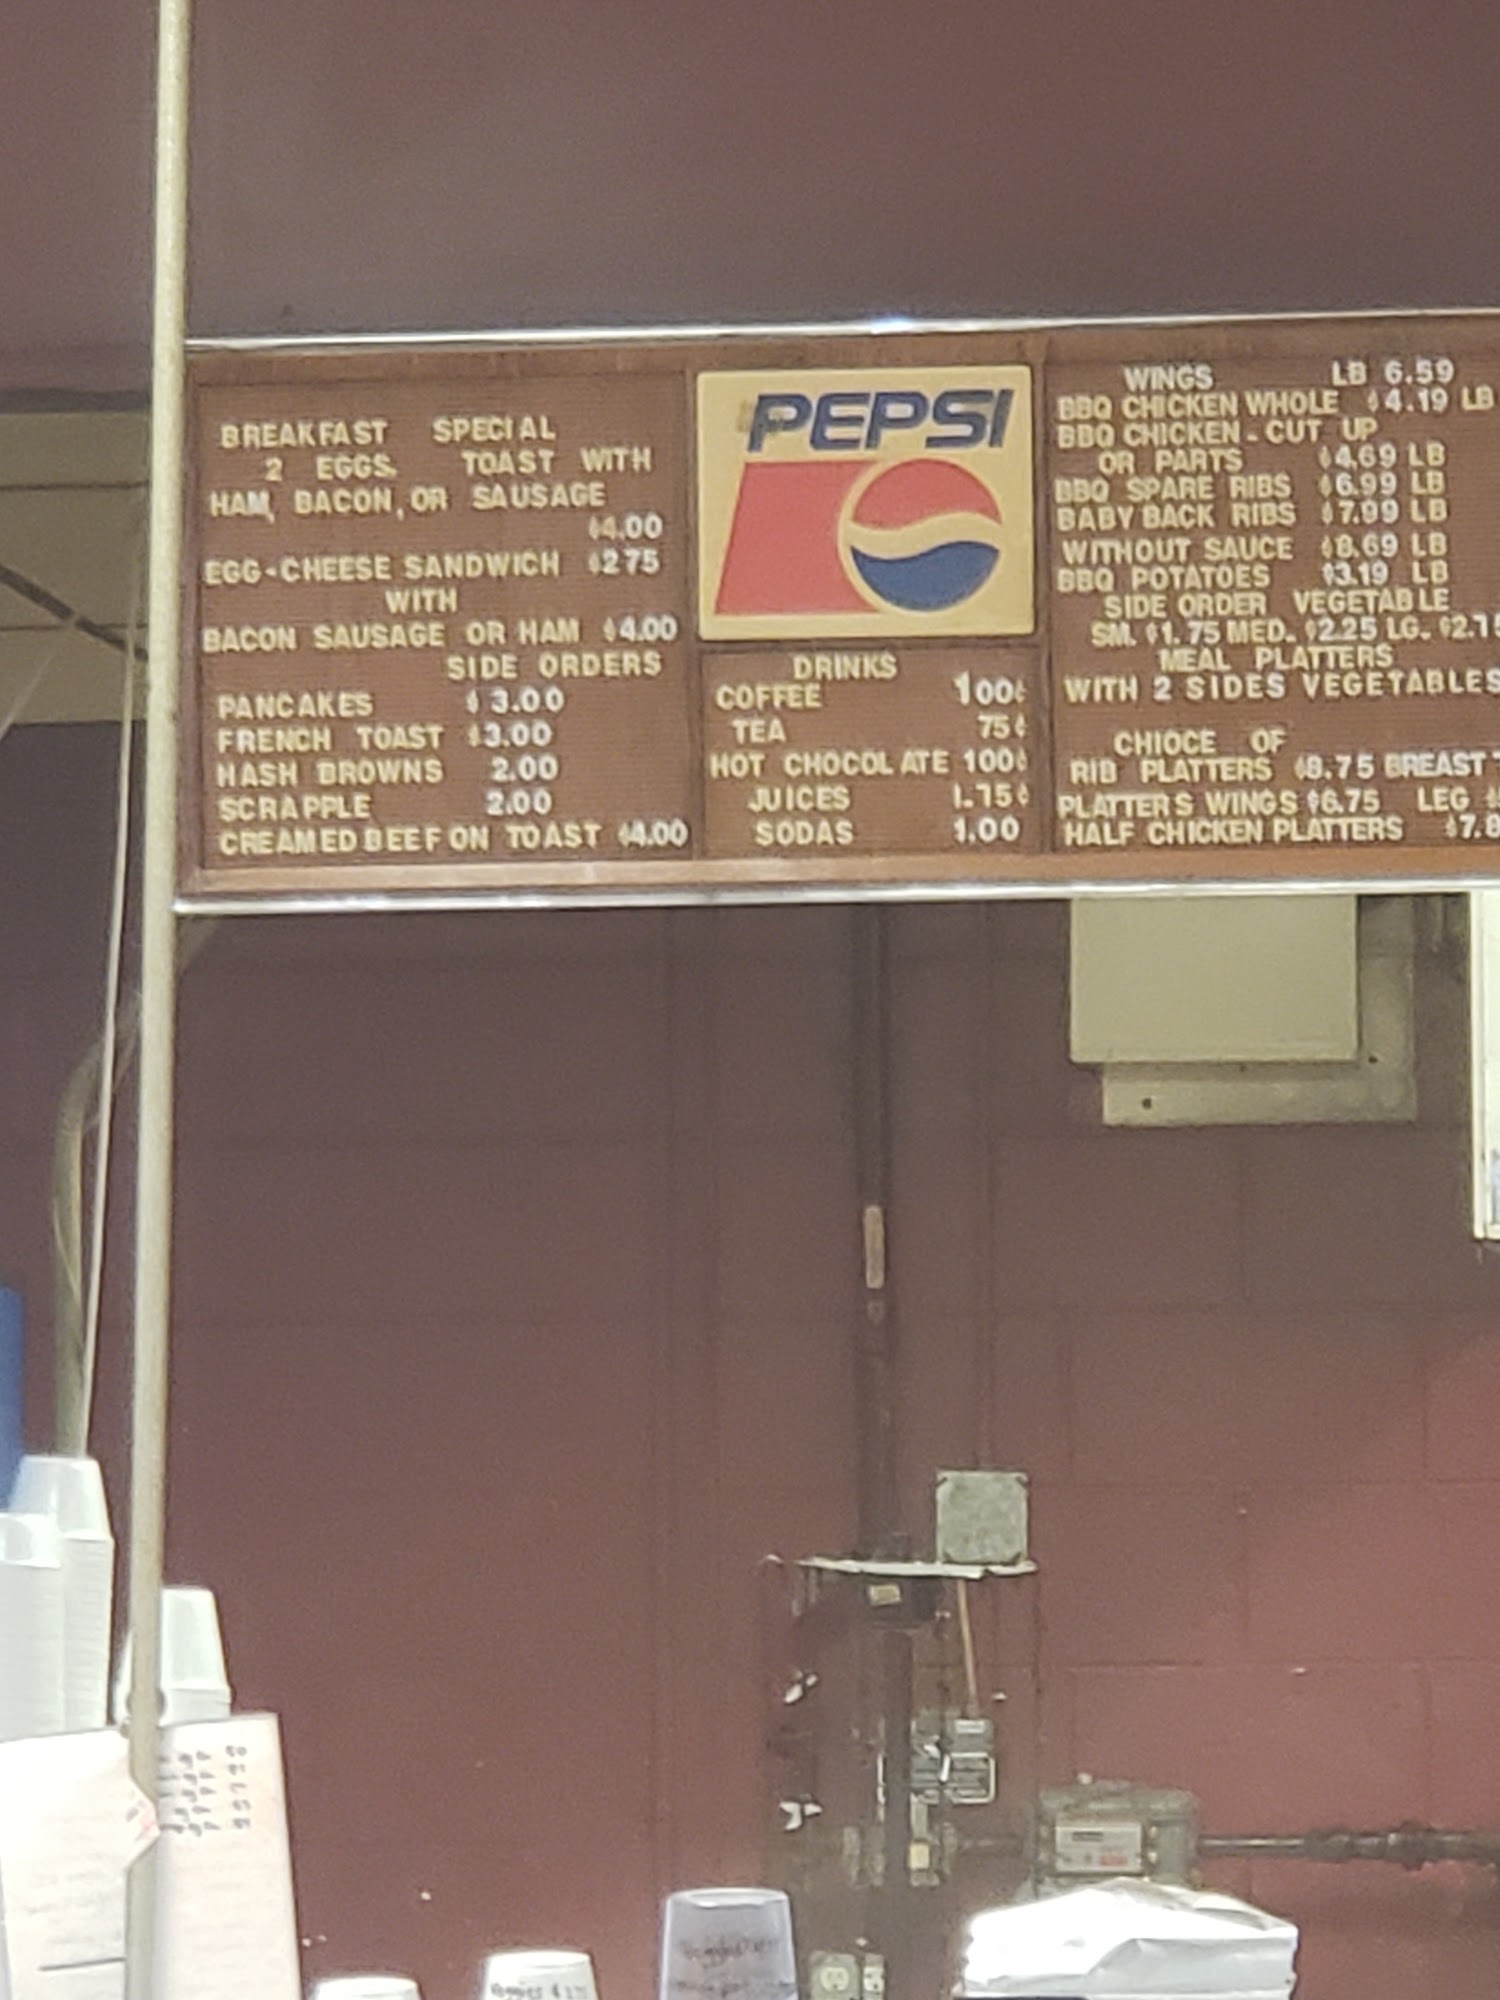 BREAKFAST SPECIAL
2 EGGS. TOAST WITH
HAM, BACON, OR SAUSAGE
$4.00
EGG-CHEESE SANDWICH $275
WITH
BACON SAUSAGE OR HAM $4.00
SIDE ORDERS
PANCAKES $3.00
FRENCH TOAST $3.00
HASH BROWNS 2.00
SCRAPPLE 2.00
CREAMED BEEF ON TOAST $4.00
PEPSI
DRINKS
COFFEE 100¢
TEA 75¢
HOT CHOCOLATE 100¢
JUICES 1.75¢
SODAS 1.00
WINGS LB 6.59
BBQ CHICKEN WHOLE $4.19 LB
BBQ CHICKEN-CUT UP
OR PARTS $4.69 LB
BBQ SPARE RIBS $6.99 LB
BABY BACK RIBS $7.99 LB
WITHOUT SAUCE $8.69 LB
BBQ POTATOES $3.19 LB
SIDE ORDER VEGETABLE
SM. $1.75 MED. $2.25 LG.
MEAL PLATTERS
WITH 2 SIDES VEGETABLES
CHIOCE OF
RIB PLATTERS $8.75 BREAST
PLATTERS WINGS $6.75 LEG
HALF CHICKEN PLATTERS